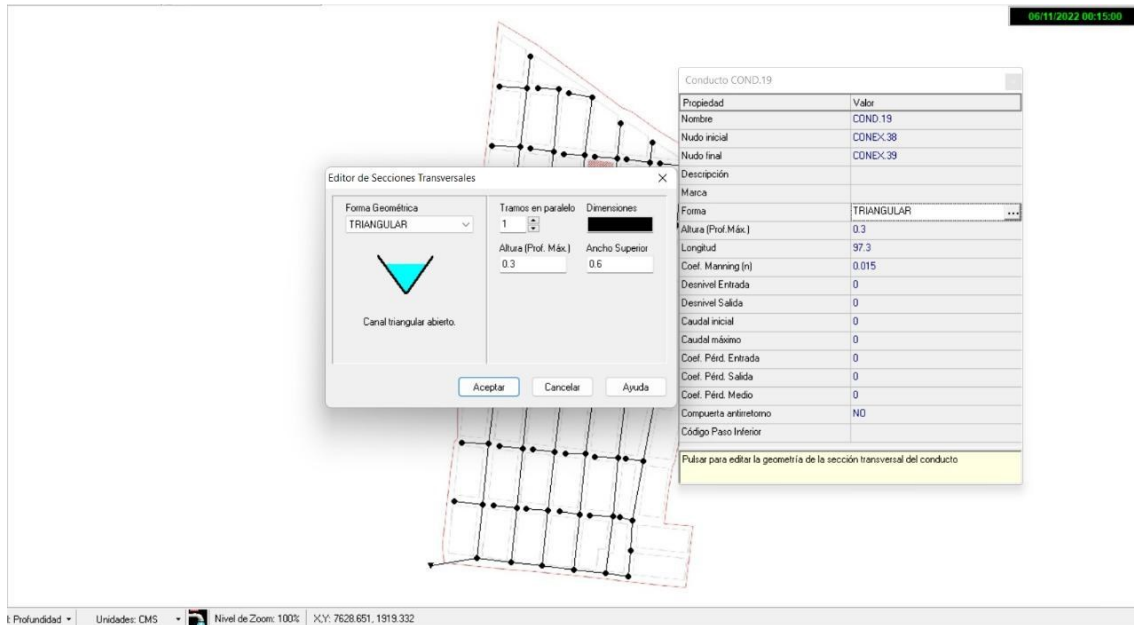 06/11/2022 00:15:00
Conducto COND.19
Propiedad Valor
Nombre COND.19
Nudo inicial CONEX.38
Nudo final CONEX.39
Descripción
Marca
Forma TRIANGULAR ...
Altura (Prof.Máx.) 0.3
Longitud 97.3
Coef. Manning (n) 0.015
Desnivel Entrada 0
Desnivel Salida 0
Caudal inicial 0
Caudal máximo 0
Coef. Pérd. Entrada 0
Coef. Pérd. Salida 0
Coef. Pérd. Medio 0
Compuerta antirretorno NO
Código Paso Inferior
Pulsar para editar la geometría de la sección transversal del conducto
Editor de Secciones Transversales
Forma Geométrica
TRIANGULAR
Canal triangular abierto.
Tramos en paralelo Dimensiones
1
Altura (Prof. Máx.) Ancho Superior
0.3 0.6
Aceptar Cancelar Ayuda
: Profundidad Unidades: CMS Nivel de Zoom: 100% X,Y: 7628.651, 1919.332